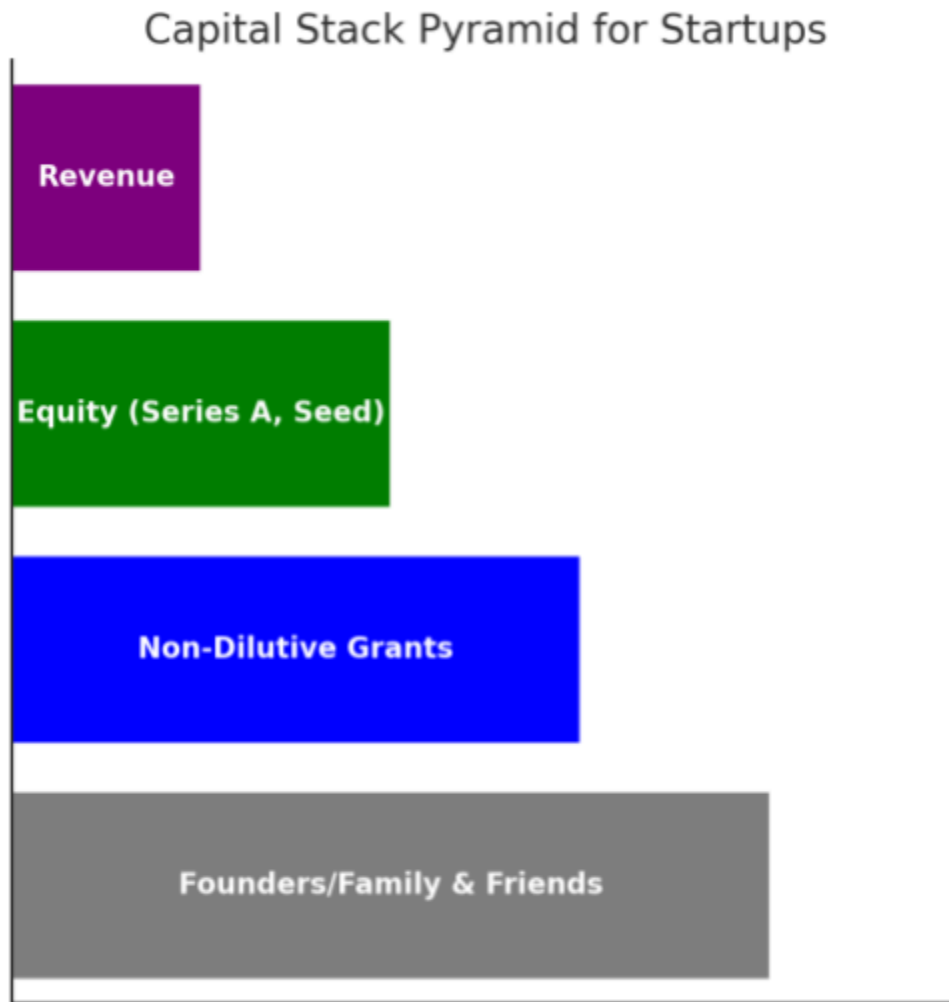 Capital Stack Pyramid for Startups
Revenue
Equity (Series A, Seed)
Non-Dilutive Grants
Founders/Family & Friends